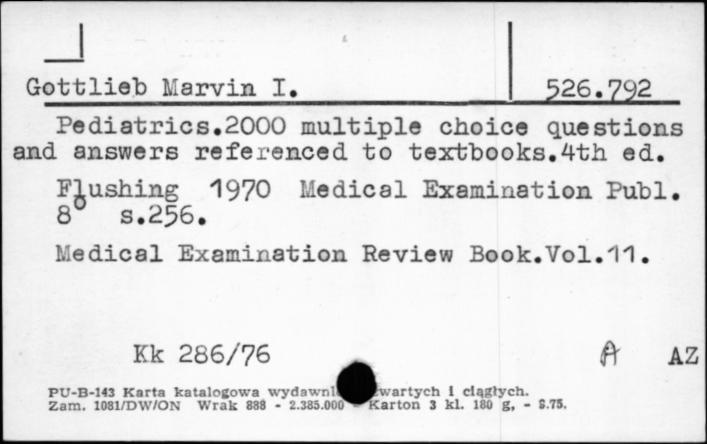 Gottlieb Marvin I. 526.792
Pediatrics.2000 multiple choice questions
and answers referenced to textbooks.4th ed.
Flushing 1970 Medical Examination Publ.
8° s.256.
Medical Examination Review Book.Vol.11.
Kk 286/76 A AZ
PU-B-143 Karta katalogowa ciągłych.
Zam. 1081/DW/ON Wrak 888 - 2.385.000 Karton 3 kl. 180 g, - 8.75.